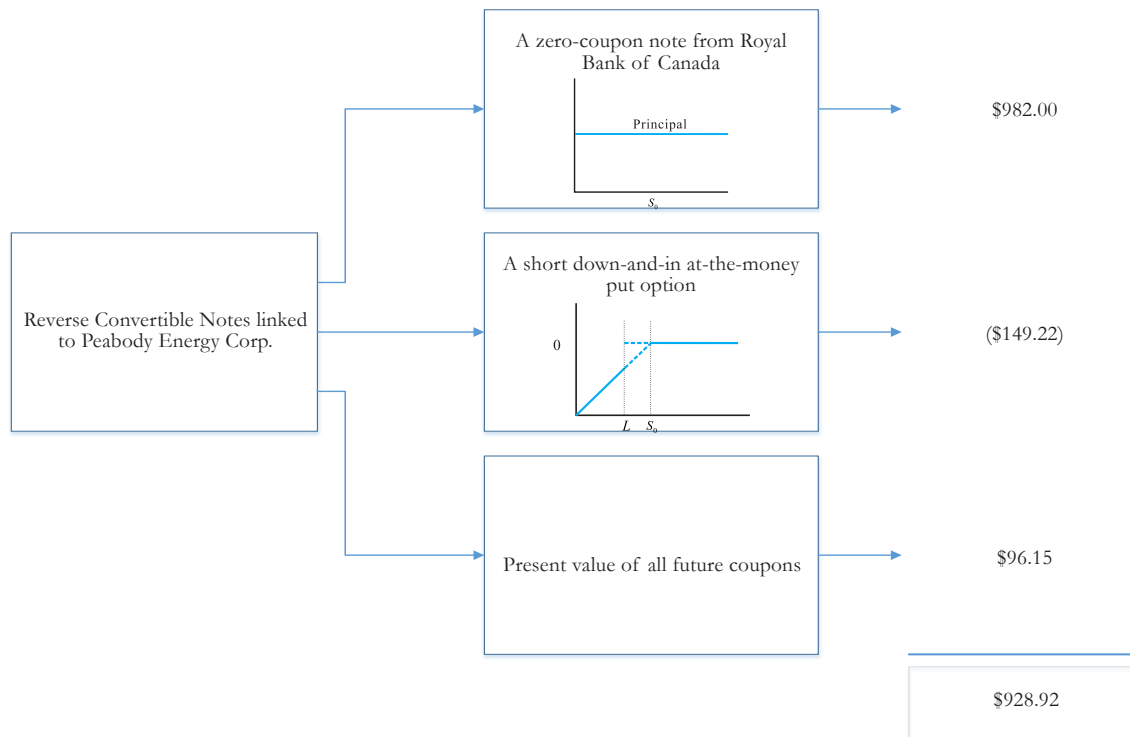 A zero-coupon note from Royal
Bank of Canada
Principal
S₀
$982.00
Reverse Convertible Notes linked
to Peabody Energy Corp.
A short down-and-in at-the-money
put option
0
L S₀
($149.22)
Present value of all future coupons
$96.15
$928.92